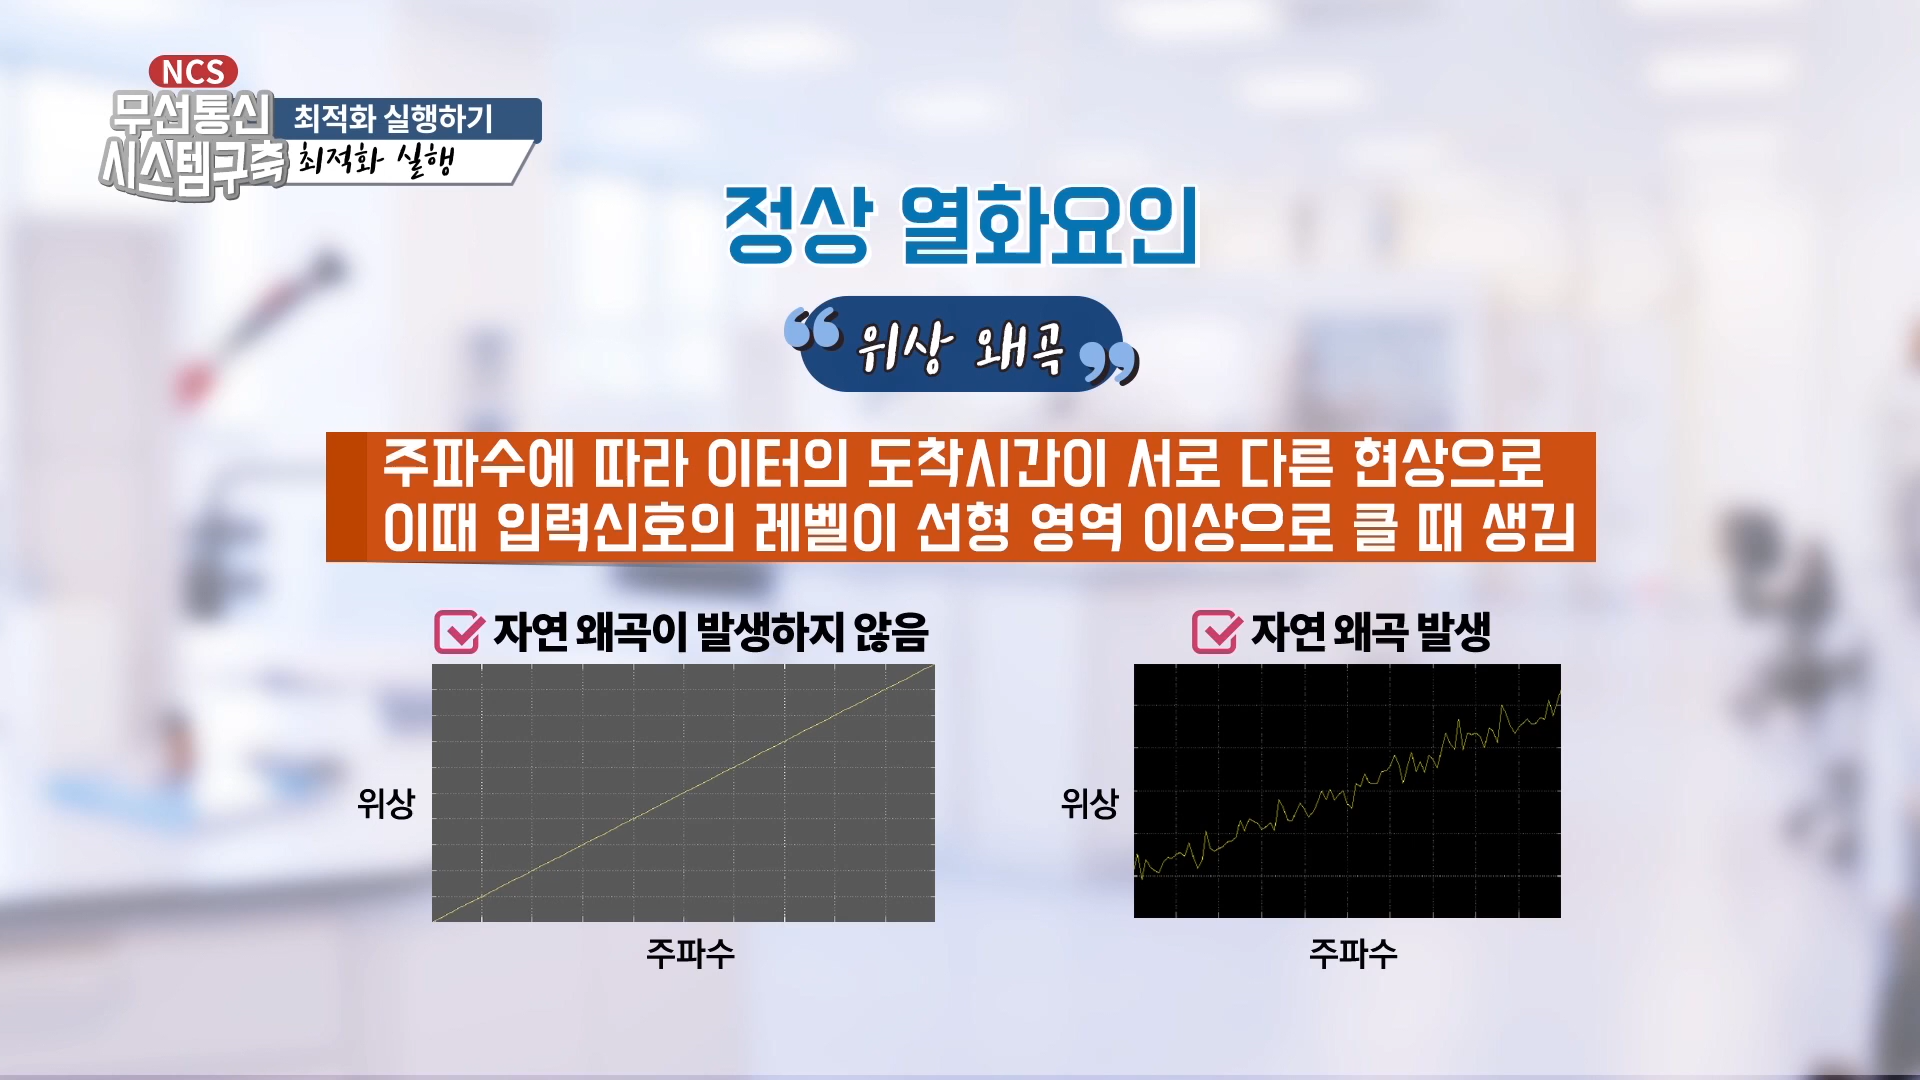 NCS
무선통신
시스템구축
최적화 실행하기
최적화 실행
정상 열화요인
“위상 왜곡”
주파수에 따라 이터의 도착시간이 서로 다른 현상으로
이때 입력신호의 레벨이 선형 영역 이상으로 클 때 생김
자연 왜곡이 발생하지 않음
위상
주파수
자연 왜곡 발생
위상
주파수